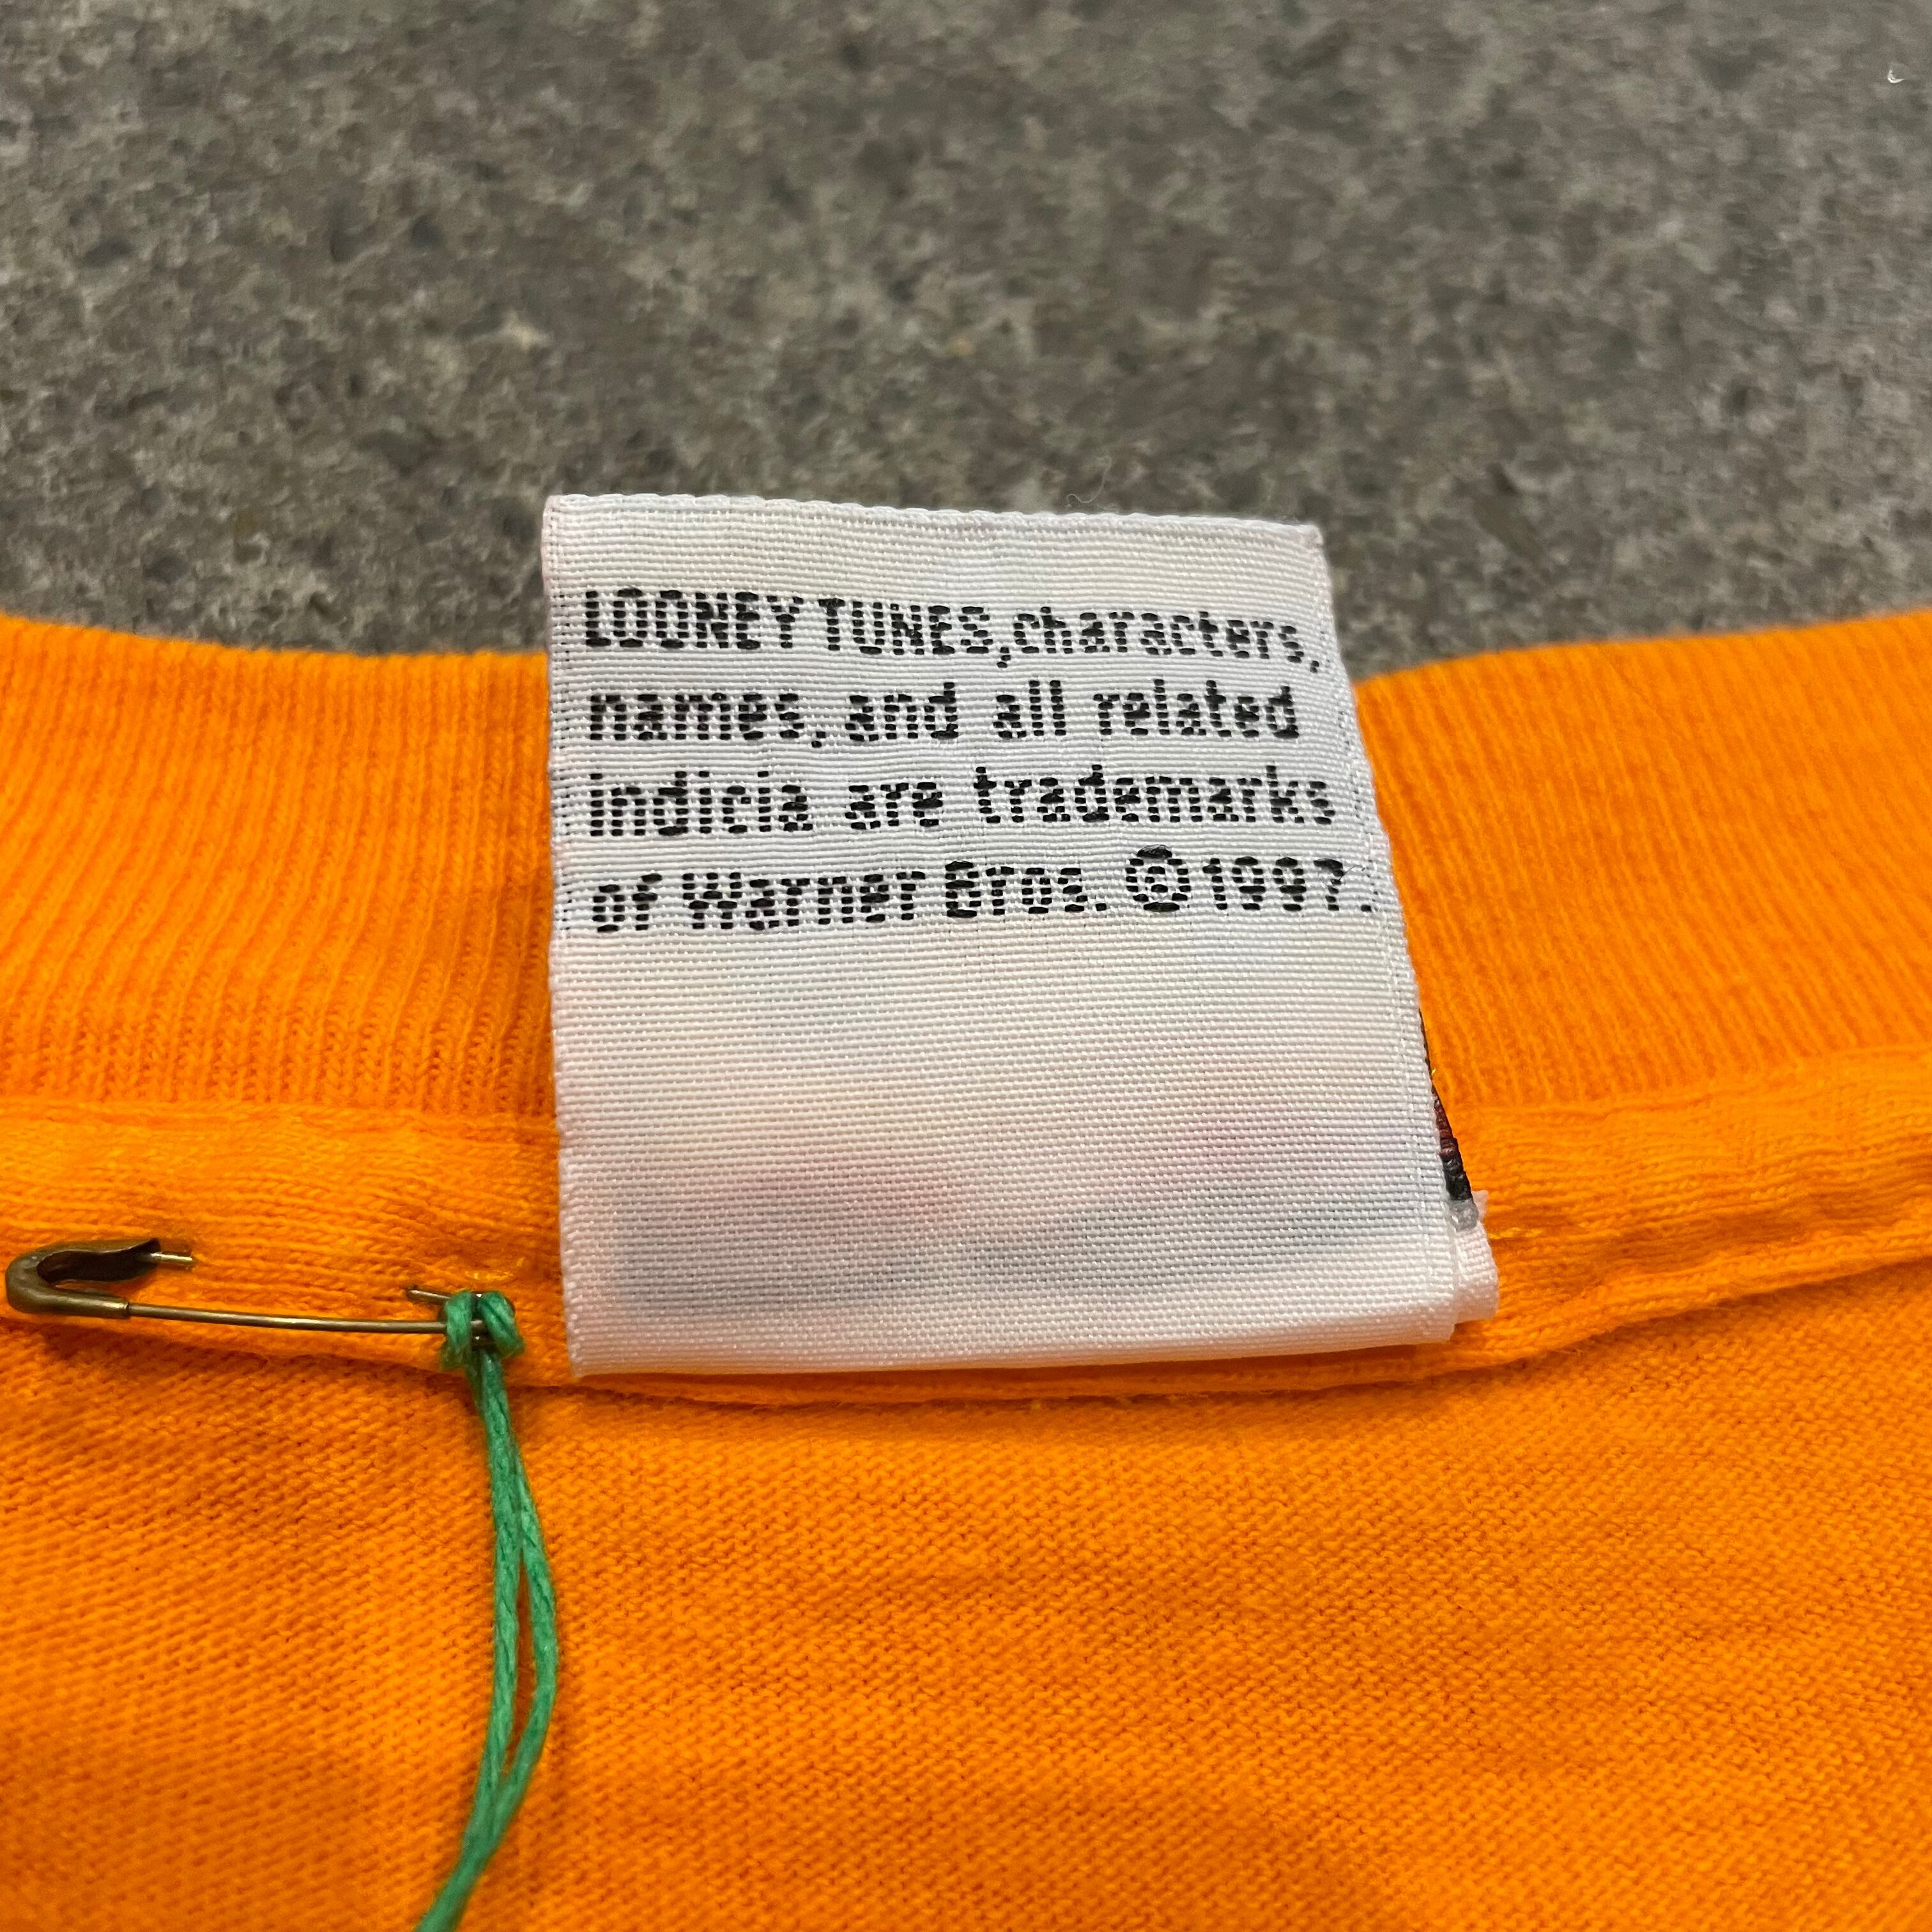 LOONEY TUNES, characters,
names, and all related
indicia are trademarks
of Warner Bros. ©1997.